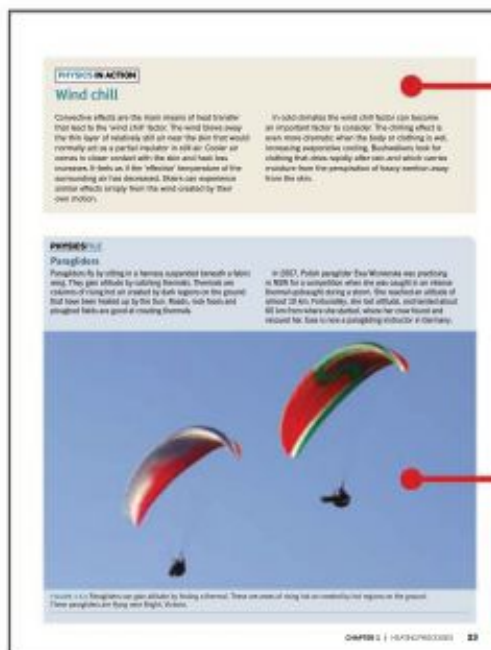 PHYSICS IN ACTION
Wind chill
Convective effects are the main means of heat transfer
that lead to the 'wind chill' factor. The wind blows away
the thin layer of relatively still air near the skin that would
normally act as a partial insulator in still air. Cooler air
comes in closer contact with the skin and heat loss
increases. It feels as if the 'effective' temperature of the
surrounding air has decreased. Skiers can experience
similar effects simply from the wind created by their
own motion.
In cold climates the wind chill factor can become
an important factor to consider. The chilling effect is
even more dramatic when the body or clothing is wet,
increasing evaporative cooling. Bushwalkers look for
clothing that dries rapidly after rain and which carries
moisture from the perspiration of heavy exertion away
from the skin.
PHYSICSFILE
Paragliders
Paragliders fly by sitting in a harness suspended beneath a fabric
wing. They gain altitude by catching thermals. Thermals are
columns of rising hot air created by dark regions on the ground
that have been heated up by the Sun. Roads, rock faces and
ploughed fields are good at creating thermals.
In 2007, Polish paraglider Ewa Wisnierska was practising
in NSW for a competition when she was caught in an intense
thermal updraught during a storm. She reached an altitude of
almost 10 km. Fortunately, she lost altitude, and landed about
60 km from where she started, where her crew found and
rescued her. Ewa is now a paragliding instructor in Germany.
Paragliders can gain altitude by finding a thermal. These are areas of rising hot air created by hot regions on the ground.
These paragliders are flying near Bright, Victoria.
CHAPTER 1 | HEATING PROCESSES